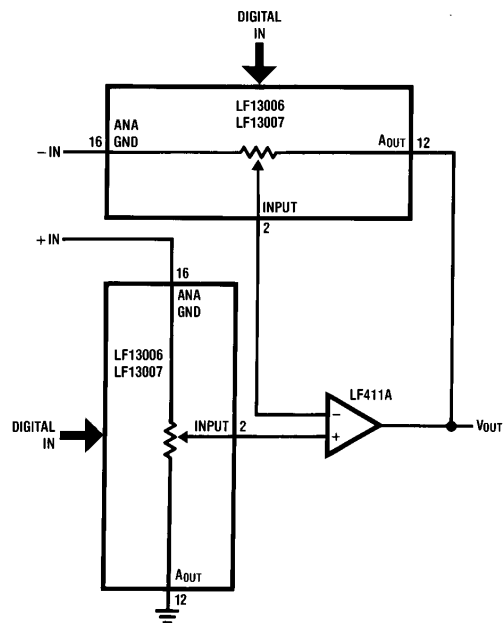 DIGITAL
IN
LF13006
LF13007
ANA
GND
16
– IN
AOUT
12
INPUT
2
+ IN
16
ANA
GND
LF13006
LF13007
DIGITAL
IN
INPUT
2
LF411A
–
+
VOUT
AOUT
12